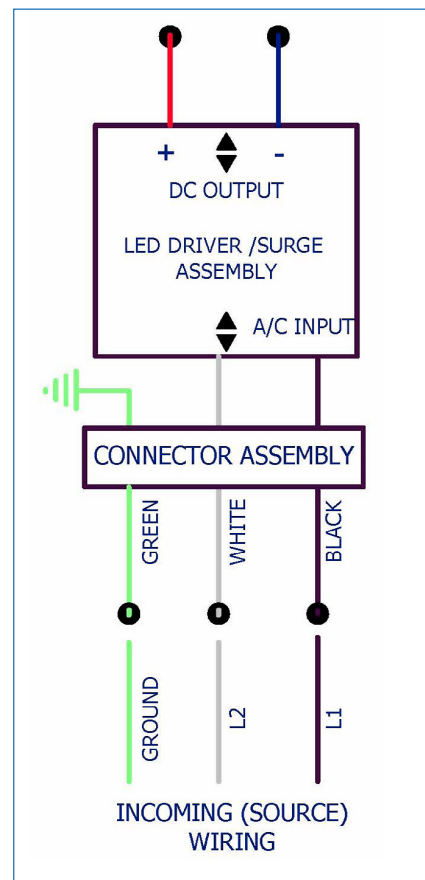 + -
DC OUTPUT
LED DRIVER /SURGE
ASSEMBLY
A/C INPUT
CONNECTOR ASSEMBLY
GREEN
WHITE
BLACK
GROUND
L2
L1
INCOMING (SOURCE)
WIRING